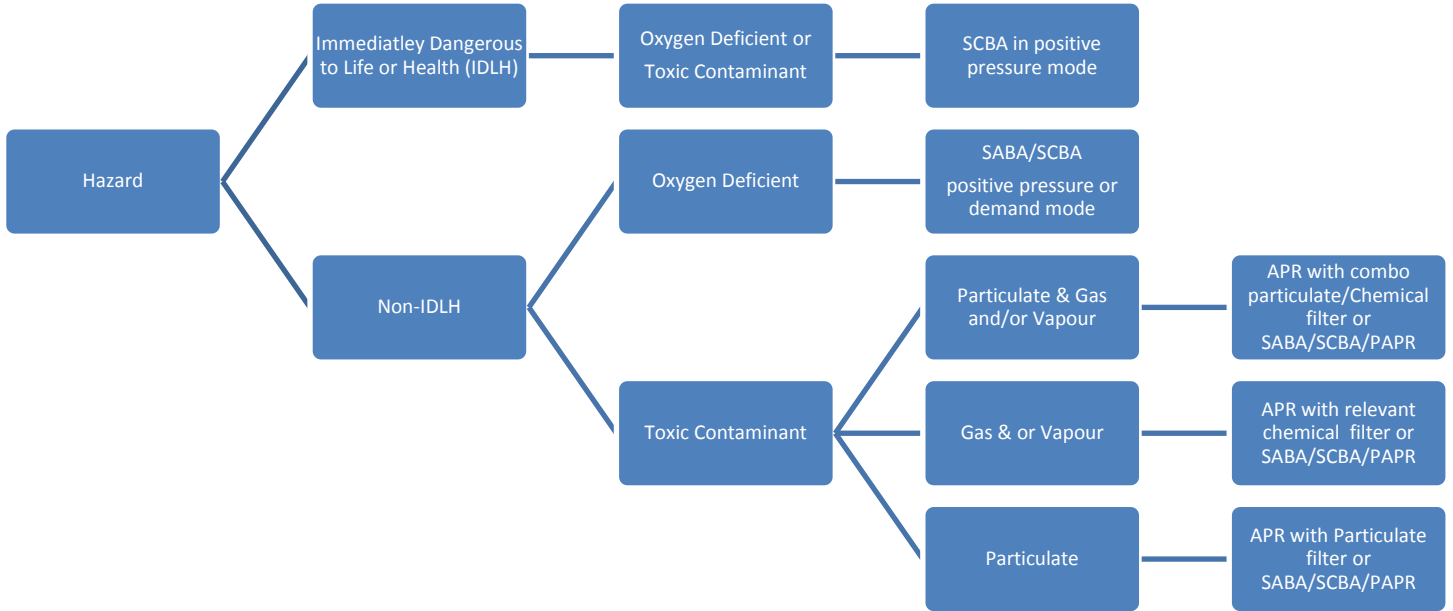 Immediatley Dangerous
to Life or Health (IDLH)
Oxygen Deficient or
Toxic Contaminant
SCBA in positive
pressure mode
Hazard
Oxygen Deficient
SABA/SCBA
positive pressure or
demand mode
Non-IDLH
Particulate & Gas
and/or Vapour
APR with combo
particulate/Chemical
filter or
SABA/SCBA/PAPR
Toxic Contaminant
Gas & or Vapour
APR with relevant
chemical filter or
SABA/SCBA/PAPR
Particulate
APR with Particulate
filter or
SABA/SCBA/PAPR